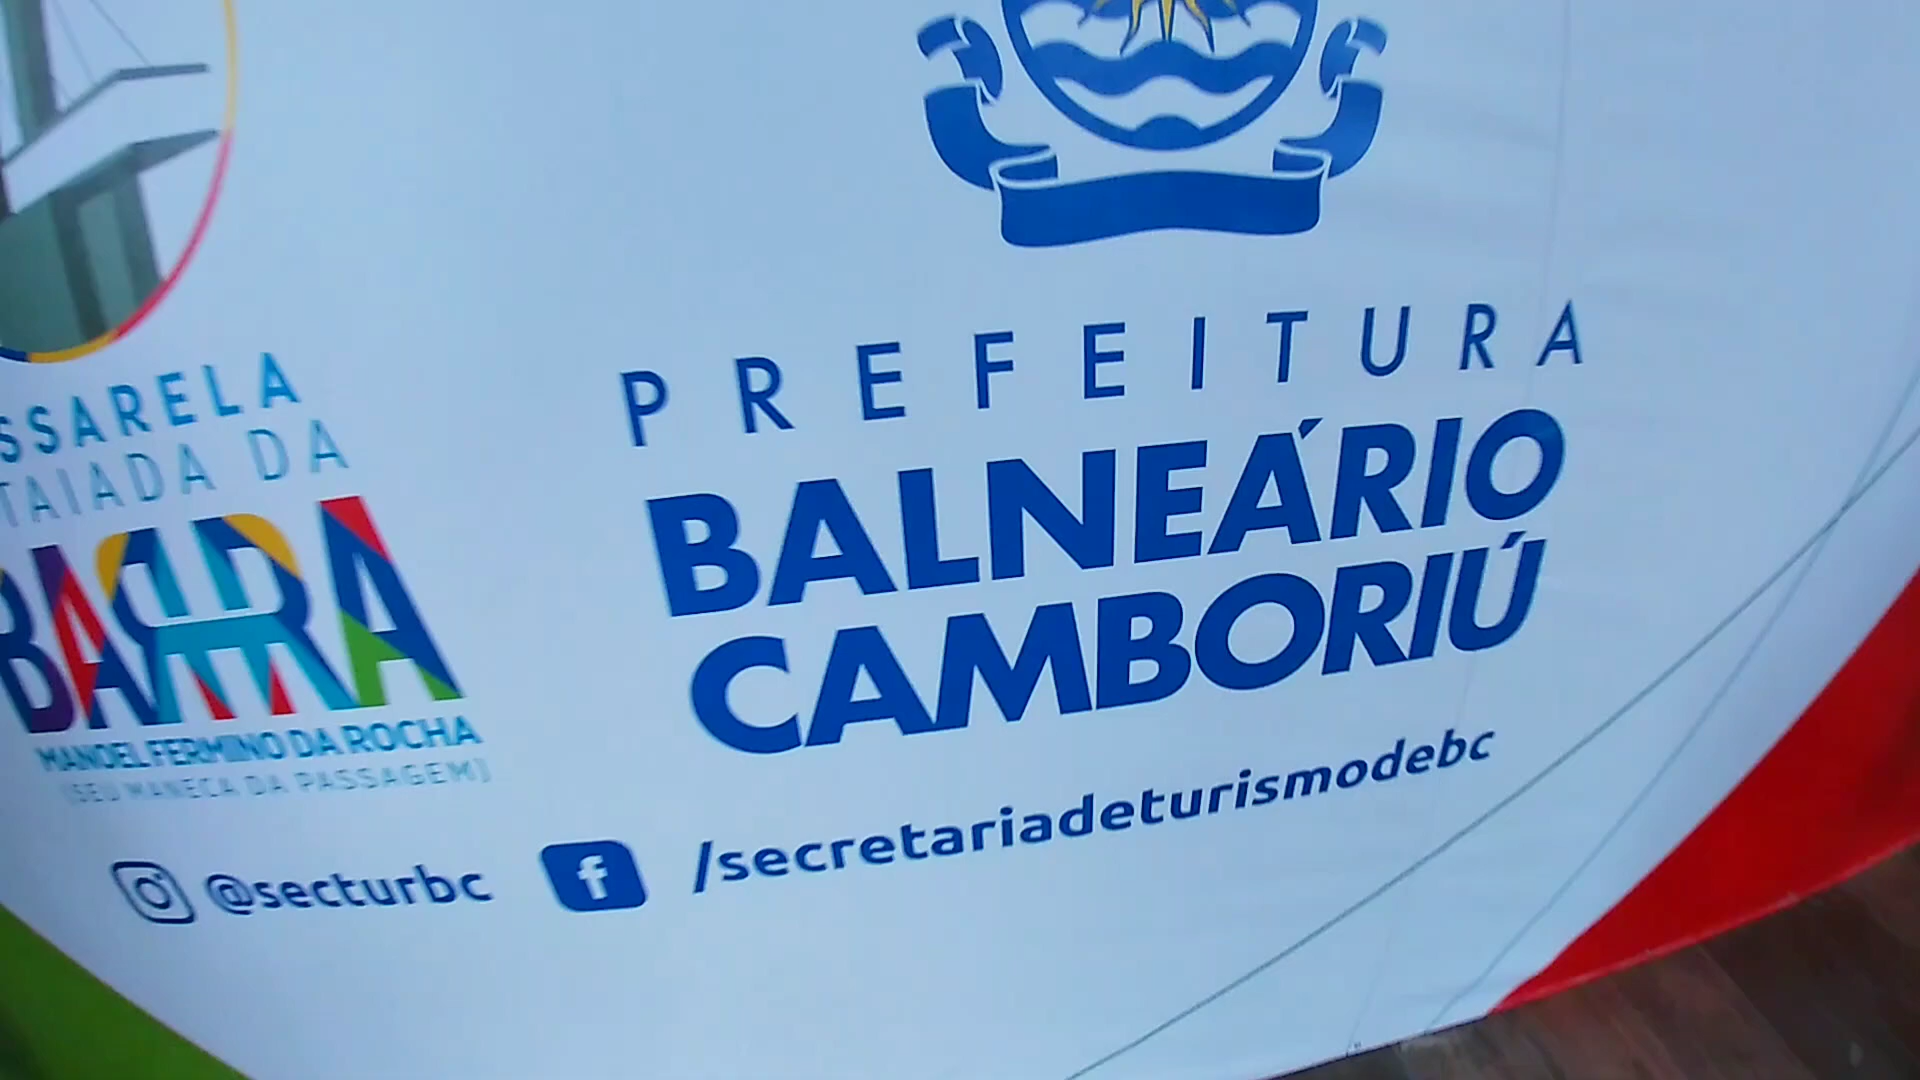 PREFEITURA
BALNEÁRIO
CAMBORIÚ
SSARELA
TAIADA DA
BARRA
MANOEL FERMINO DA ROCHA
(SEU MANECA DA PASSAGEM)
@secturbc
/secretariadeturismodebc